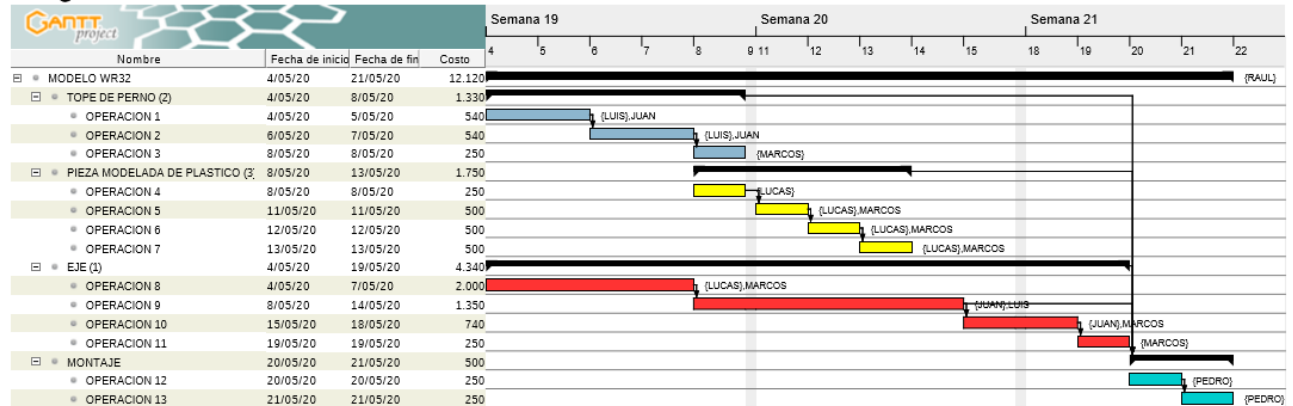 GANTT project
Semana 19 Semana 20 Semana 21
4 5 6 7 8 9 11 12 13 14 15 18 19 20 21 22
Nombre Fecha de inicio Fecha de fin Costo
MODELO WR32 4/05/20 21/05/20 12.120 {RAUL}
TOPE DE PERNO (2) 4/05/20 8/05/20 1.330
OPERACION 1 4/05/20 5/05/20 540 {LUIS},JUAN
OPERACION 2 6/05/20 7/05/20 540 {LUIS},JUAN
OPERACION 3 8/05/20 8/05/20 250 {MARCOS}
PIEZA MODELADA DE PLASTICO (3) 8/05/20 13/05/20 1.750
OPERACION 4 8/05/20 8/05/20 250 {LUCAS}
OPERACION 5 11/05/20 11/05/20 500 {LUCAS},MARCOS
OPERACION 6 12/05/20 12/05/20 500 {LUCAS},MARCOS
OPERACION 7 13/05/20 13/05/20 500 {LUCAS},MARCOS
EJE (1) 4/05/20 19/05/20 4.340
OPERACION 8 4/05/20 7/05/20 2.000 {LUCAS},MARCOS
OPERACION 9 8/05/20 14/05/20 1.350 {JUAN},LUIS
OPERACION 10 15/05/20 18/05/20 740 {JUAN},MARCOS
OPERACION 11 19/05/20 19/05/20 250 {MARCOS}
MONTAJE 20/05/20 21/05/20 500
OPERACION 12 20/05/20 20/05/20 250 {PEDRO}
OPERACION 13 21/05/20 21/05/20 250 {PEDRO}